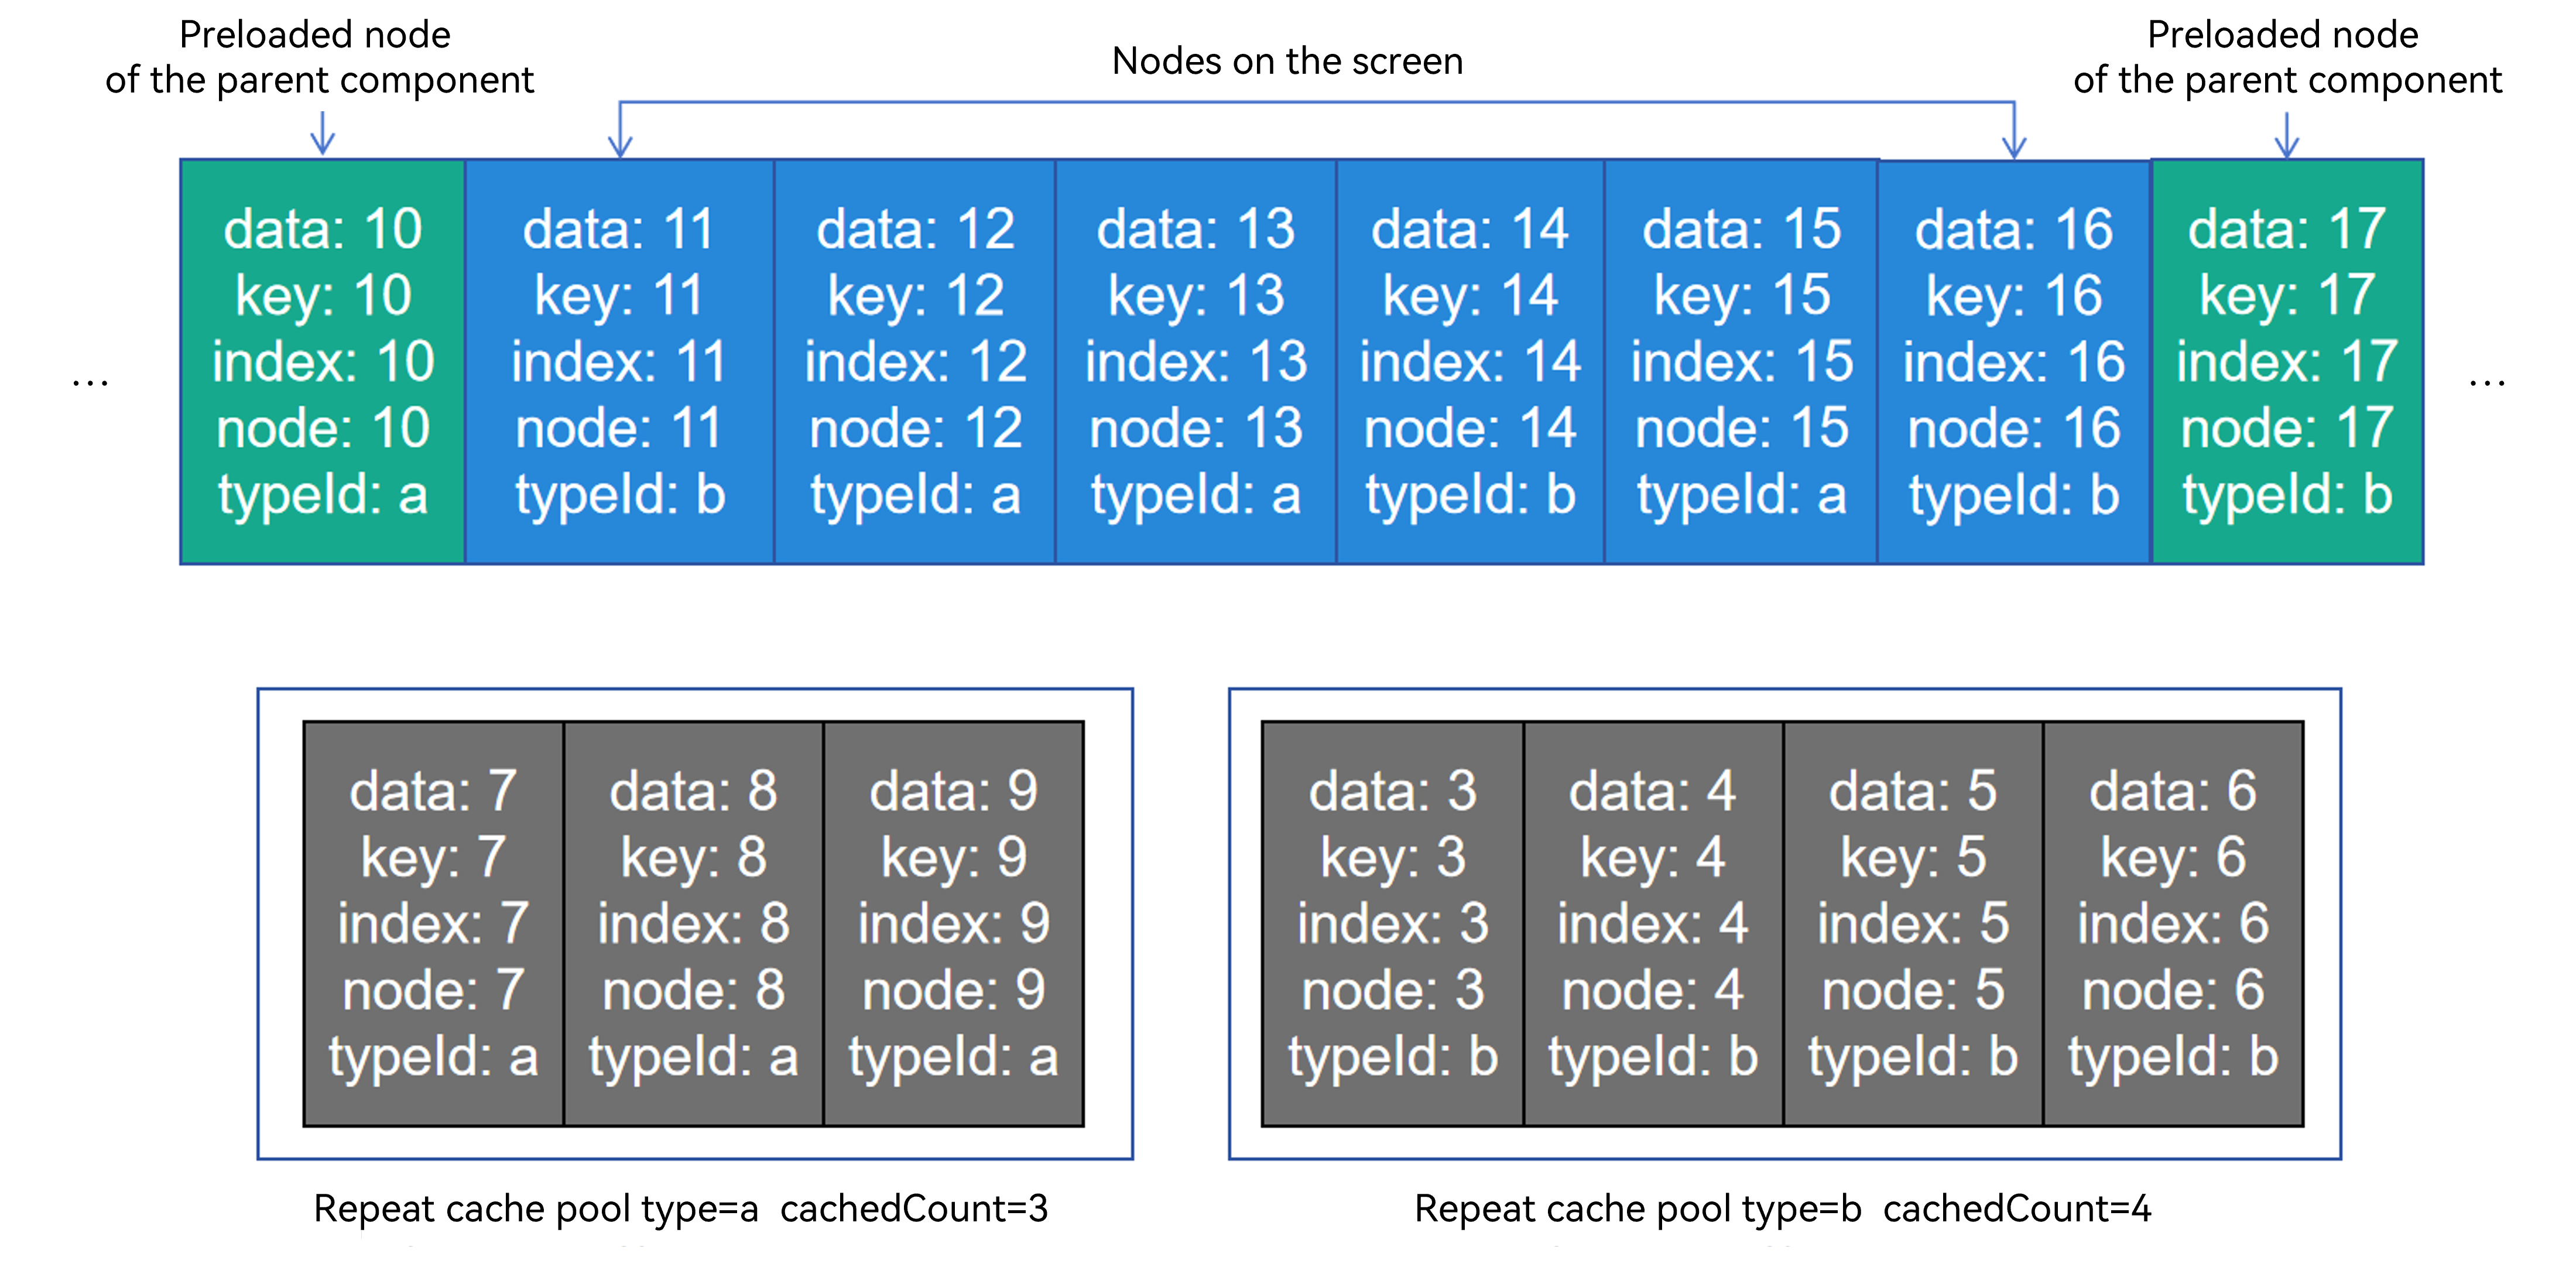 Preloaded node
of the parent component
Nodes on the screen
Preloaded node
of the parent component
...
data: 10
key: 10
index: 10
node: 10
typeId: a
data: 11
key: 11
index: 11
node: 11
typeId: b
data: 12
key: 12
index: 12
node: 12
typeId: a
data: 13
key: 13
index: 13
node: 13
typeId: a
data: 14
key: 14
index: 14
node: 14
typeId: b
data: 15
key: 15
index: 15
node: 15
typeId: a
data: 16
key: 16
index: 16
node: 16
typeId: b
data: 17
key: 17
index: 17
node: 17
typeId: b
...
data: 7
key: 7
index: 7
node: 7
typeId: a
data: 8
key: 8
index: 8
node: 8
typeId: a
data: 9
key: 9
index: 9
node: 9
typeId: a
Repeat cache pool type=a cachedCount=3
data: 3
key: 3
index: 3
node: 3
typeId: b
data: 4
key: 4
index: 4
node: 4
typeId: b
data: 5
key: 5
index: 5
node: 5
typeId: b
data: 6
key: 6
index: 6
node: 6
typeId: b
Repeat cache pool type=b cachedCount=4